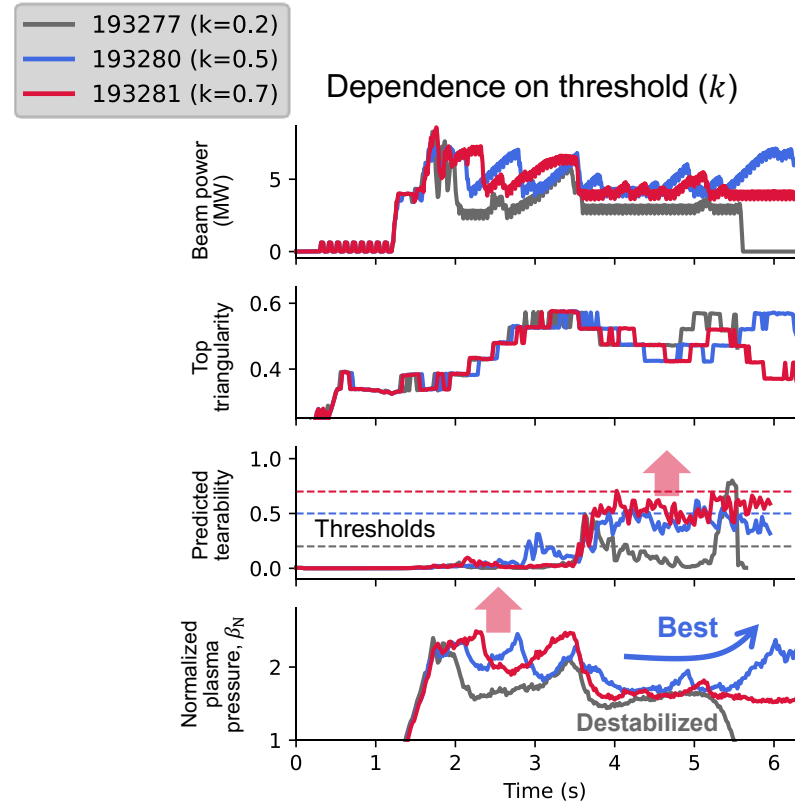 193277 (k=0.2)
193280 (k=0.5)
193281 (k=0.7)
Dependence on threshold (k)
Beam power
(MW)
5
0
Top
triangularity
0.6
0.4
Predicted
tearability
1.0
0.5
0.0
Thresholds
Normalized
plasma
pressure, βN
2
1
Best
Destabilized
0 1 2 3 4 5 6
Time (s)